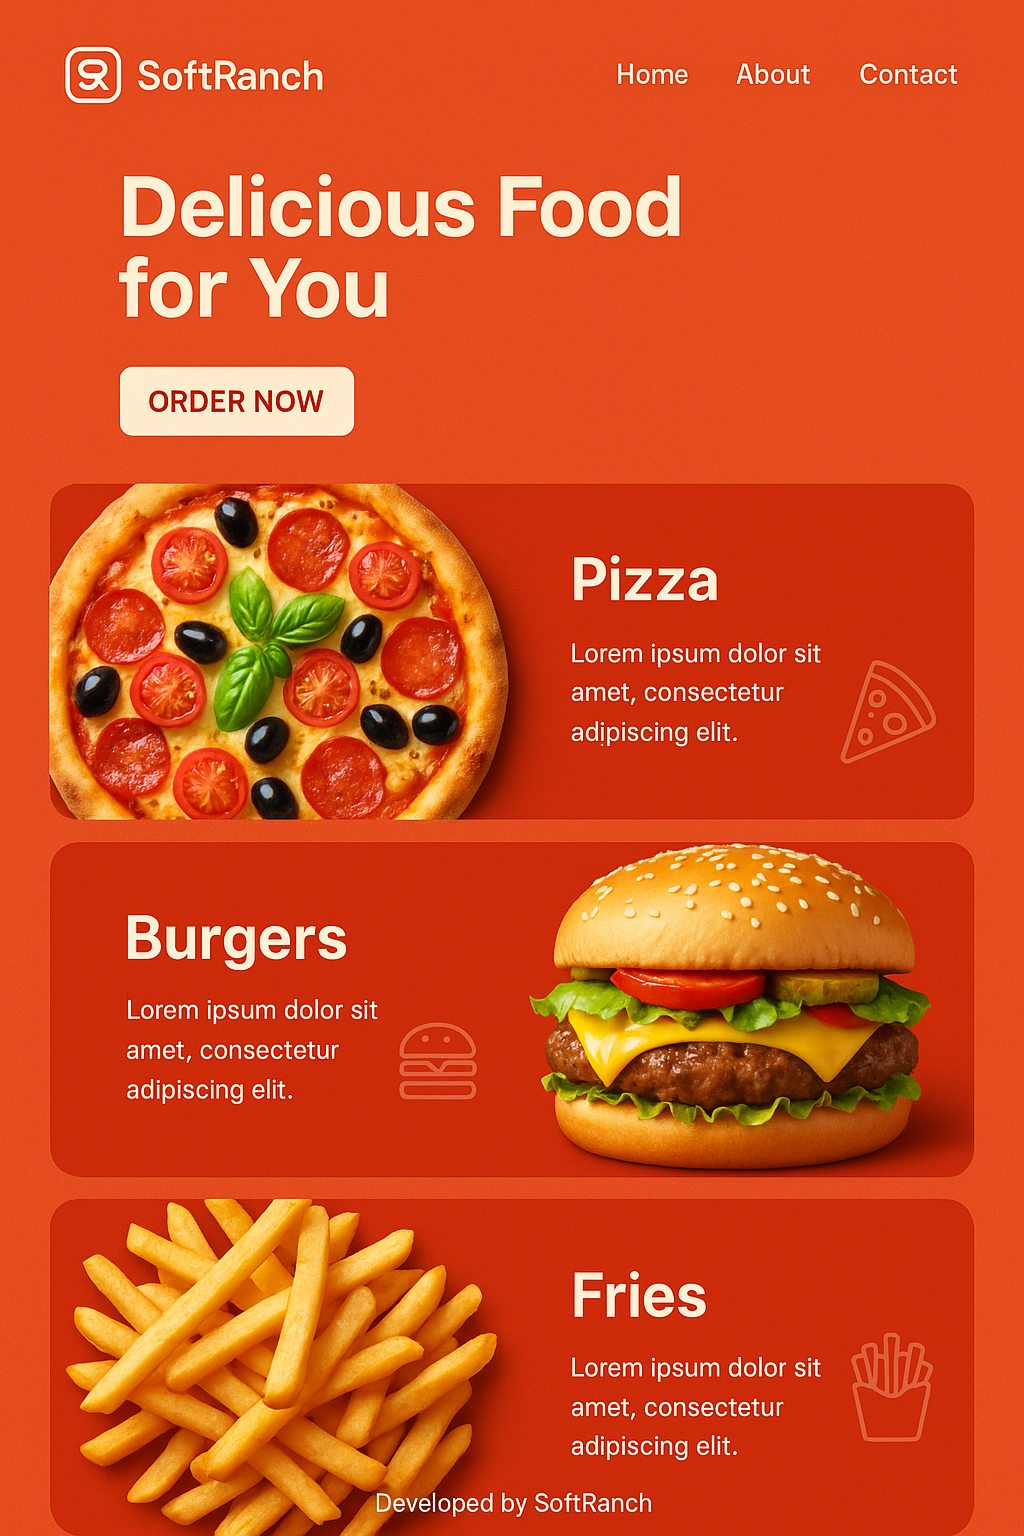 SoftRanch
Home About Contact
Delicious Food
for You
ORDER NOW
Pizza
Lorem ipsum dolor sit
amet, consectetur
adipiscing elit.
Burgers
Lorem ipsum dolor sit
amet, consectetur
adipiscing elit.
Fries
Lorem ipsum dolor sit
amet, consectetur
adipiscing elit.
Developed by SoftRanch